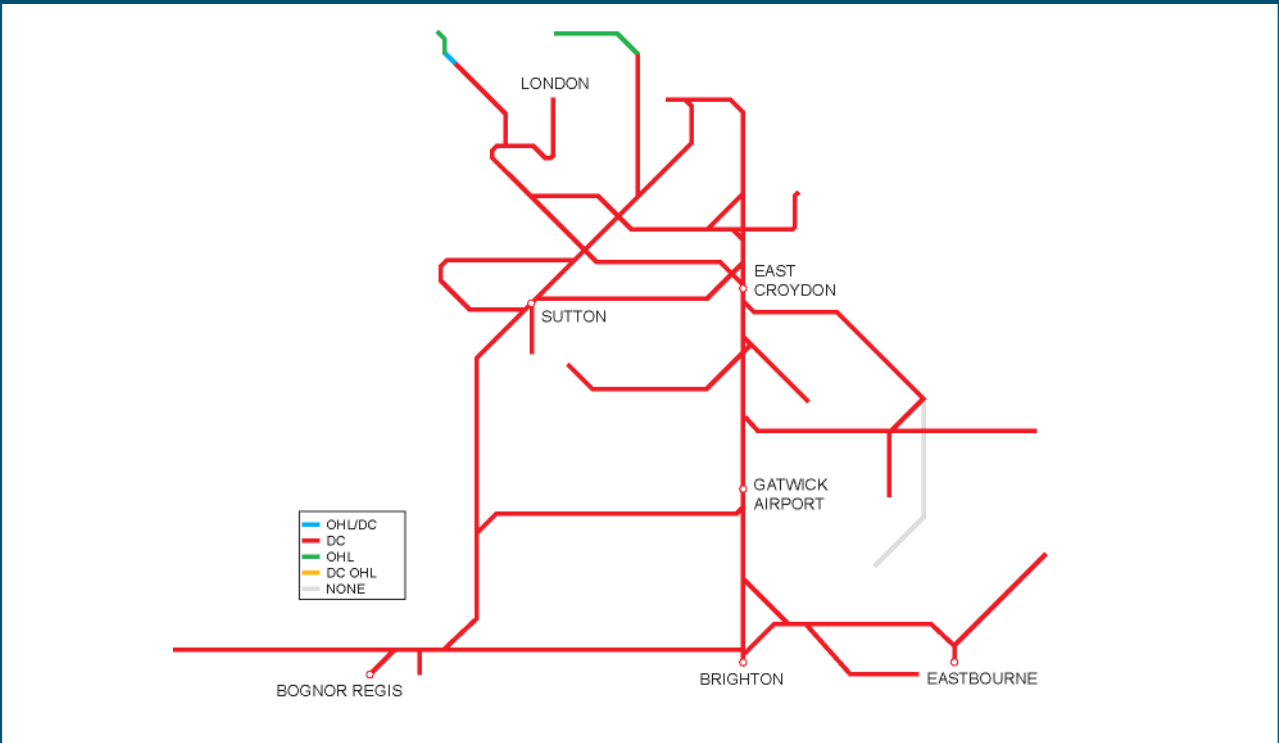 LONDON
EAST
CROYDON
SUTTON
GATWICK
AIRPORT
OHL/DC
DC
OHL
DC OHL
NONE
BRIGHTON
EASTBOURNE
BOGNOR REGIS